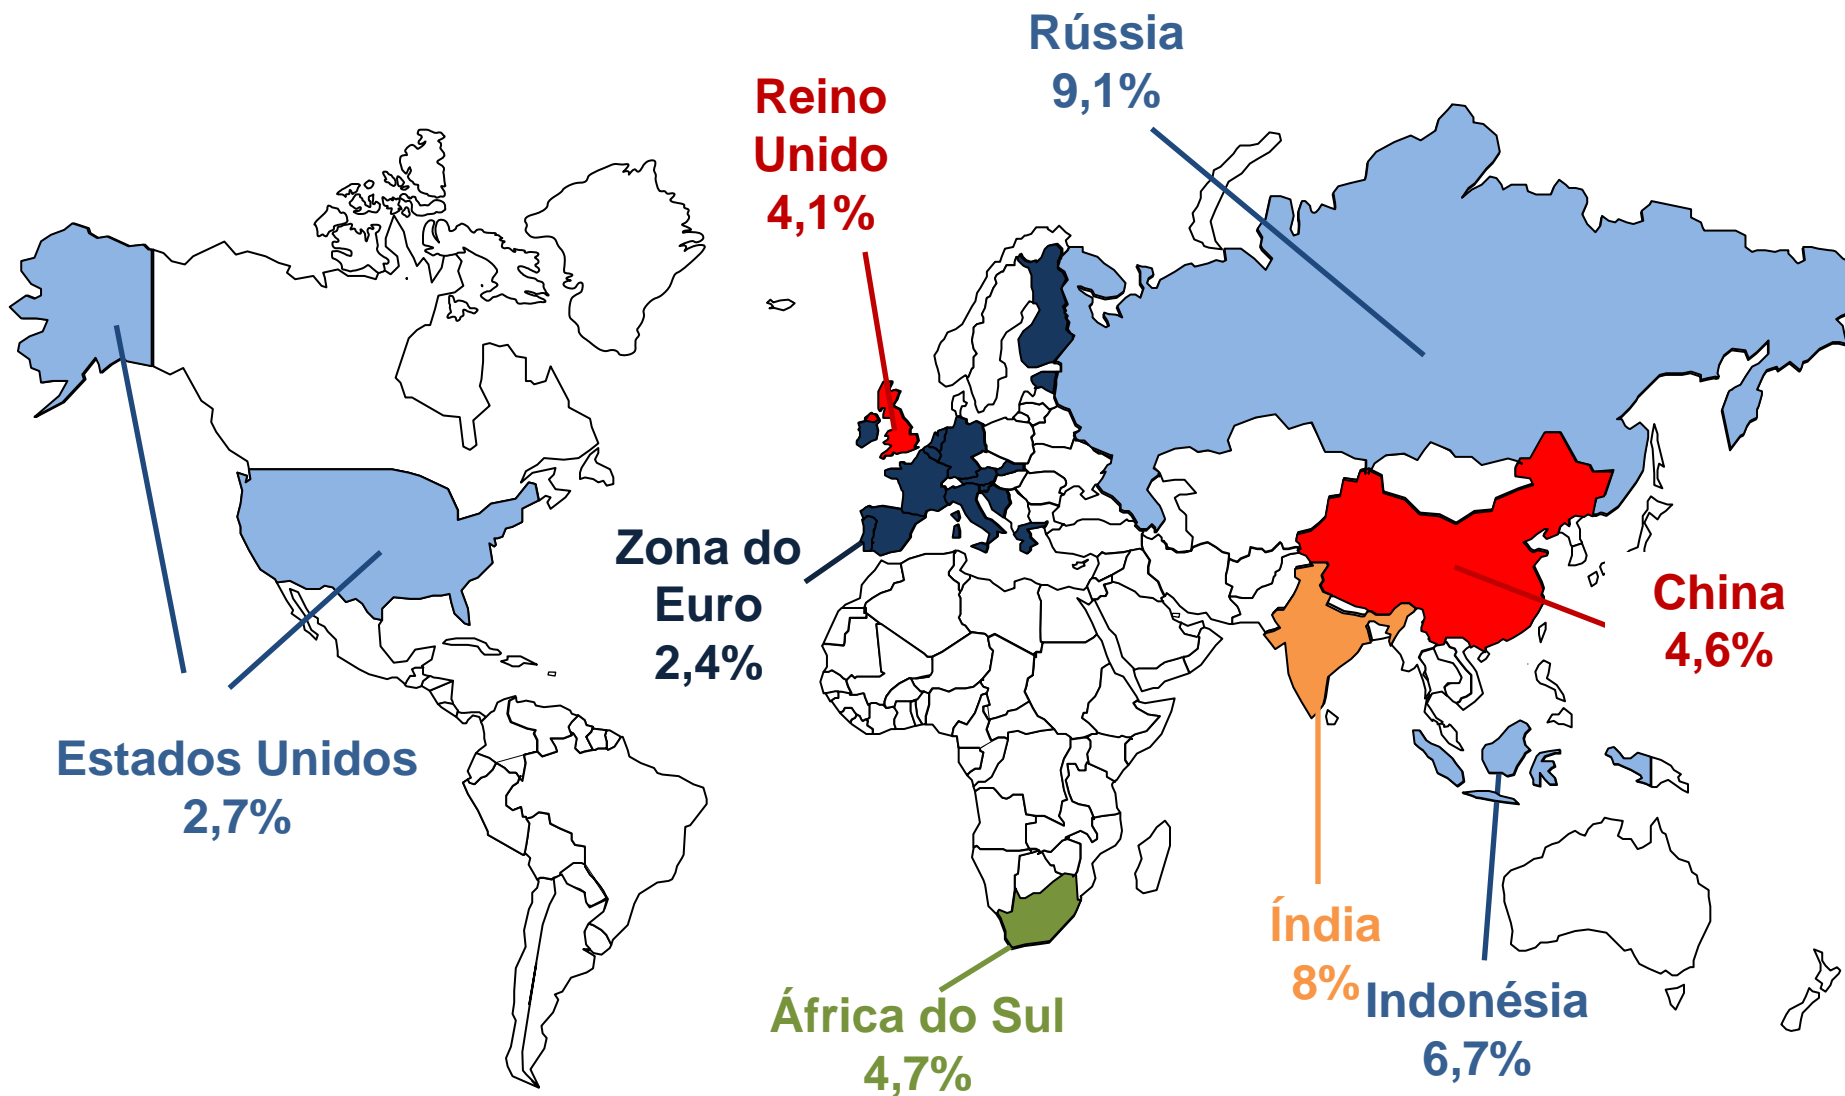 Rússia
9,1%
Reino
Unido
4,1%
Zona do
Euro
2,4%
China
4,6%
Estados Unidos
2,7%
Índia
8%
Indonésia
6,7%
África do Sul
4,7%